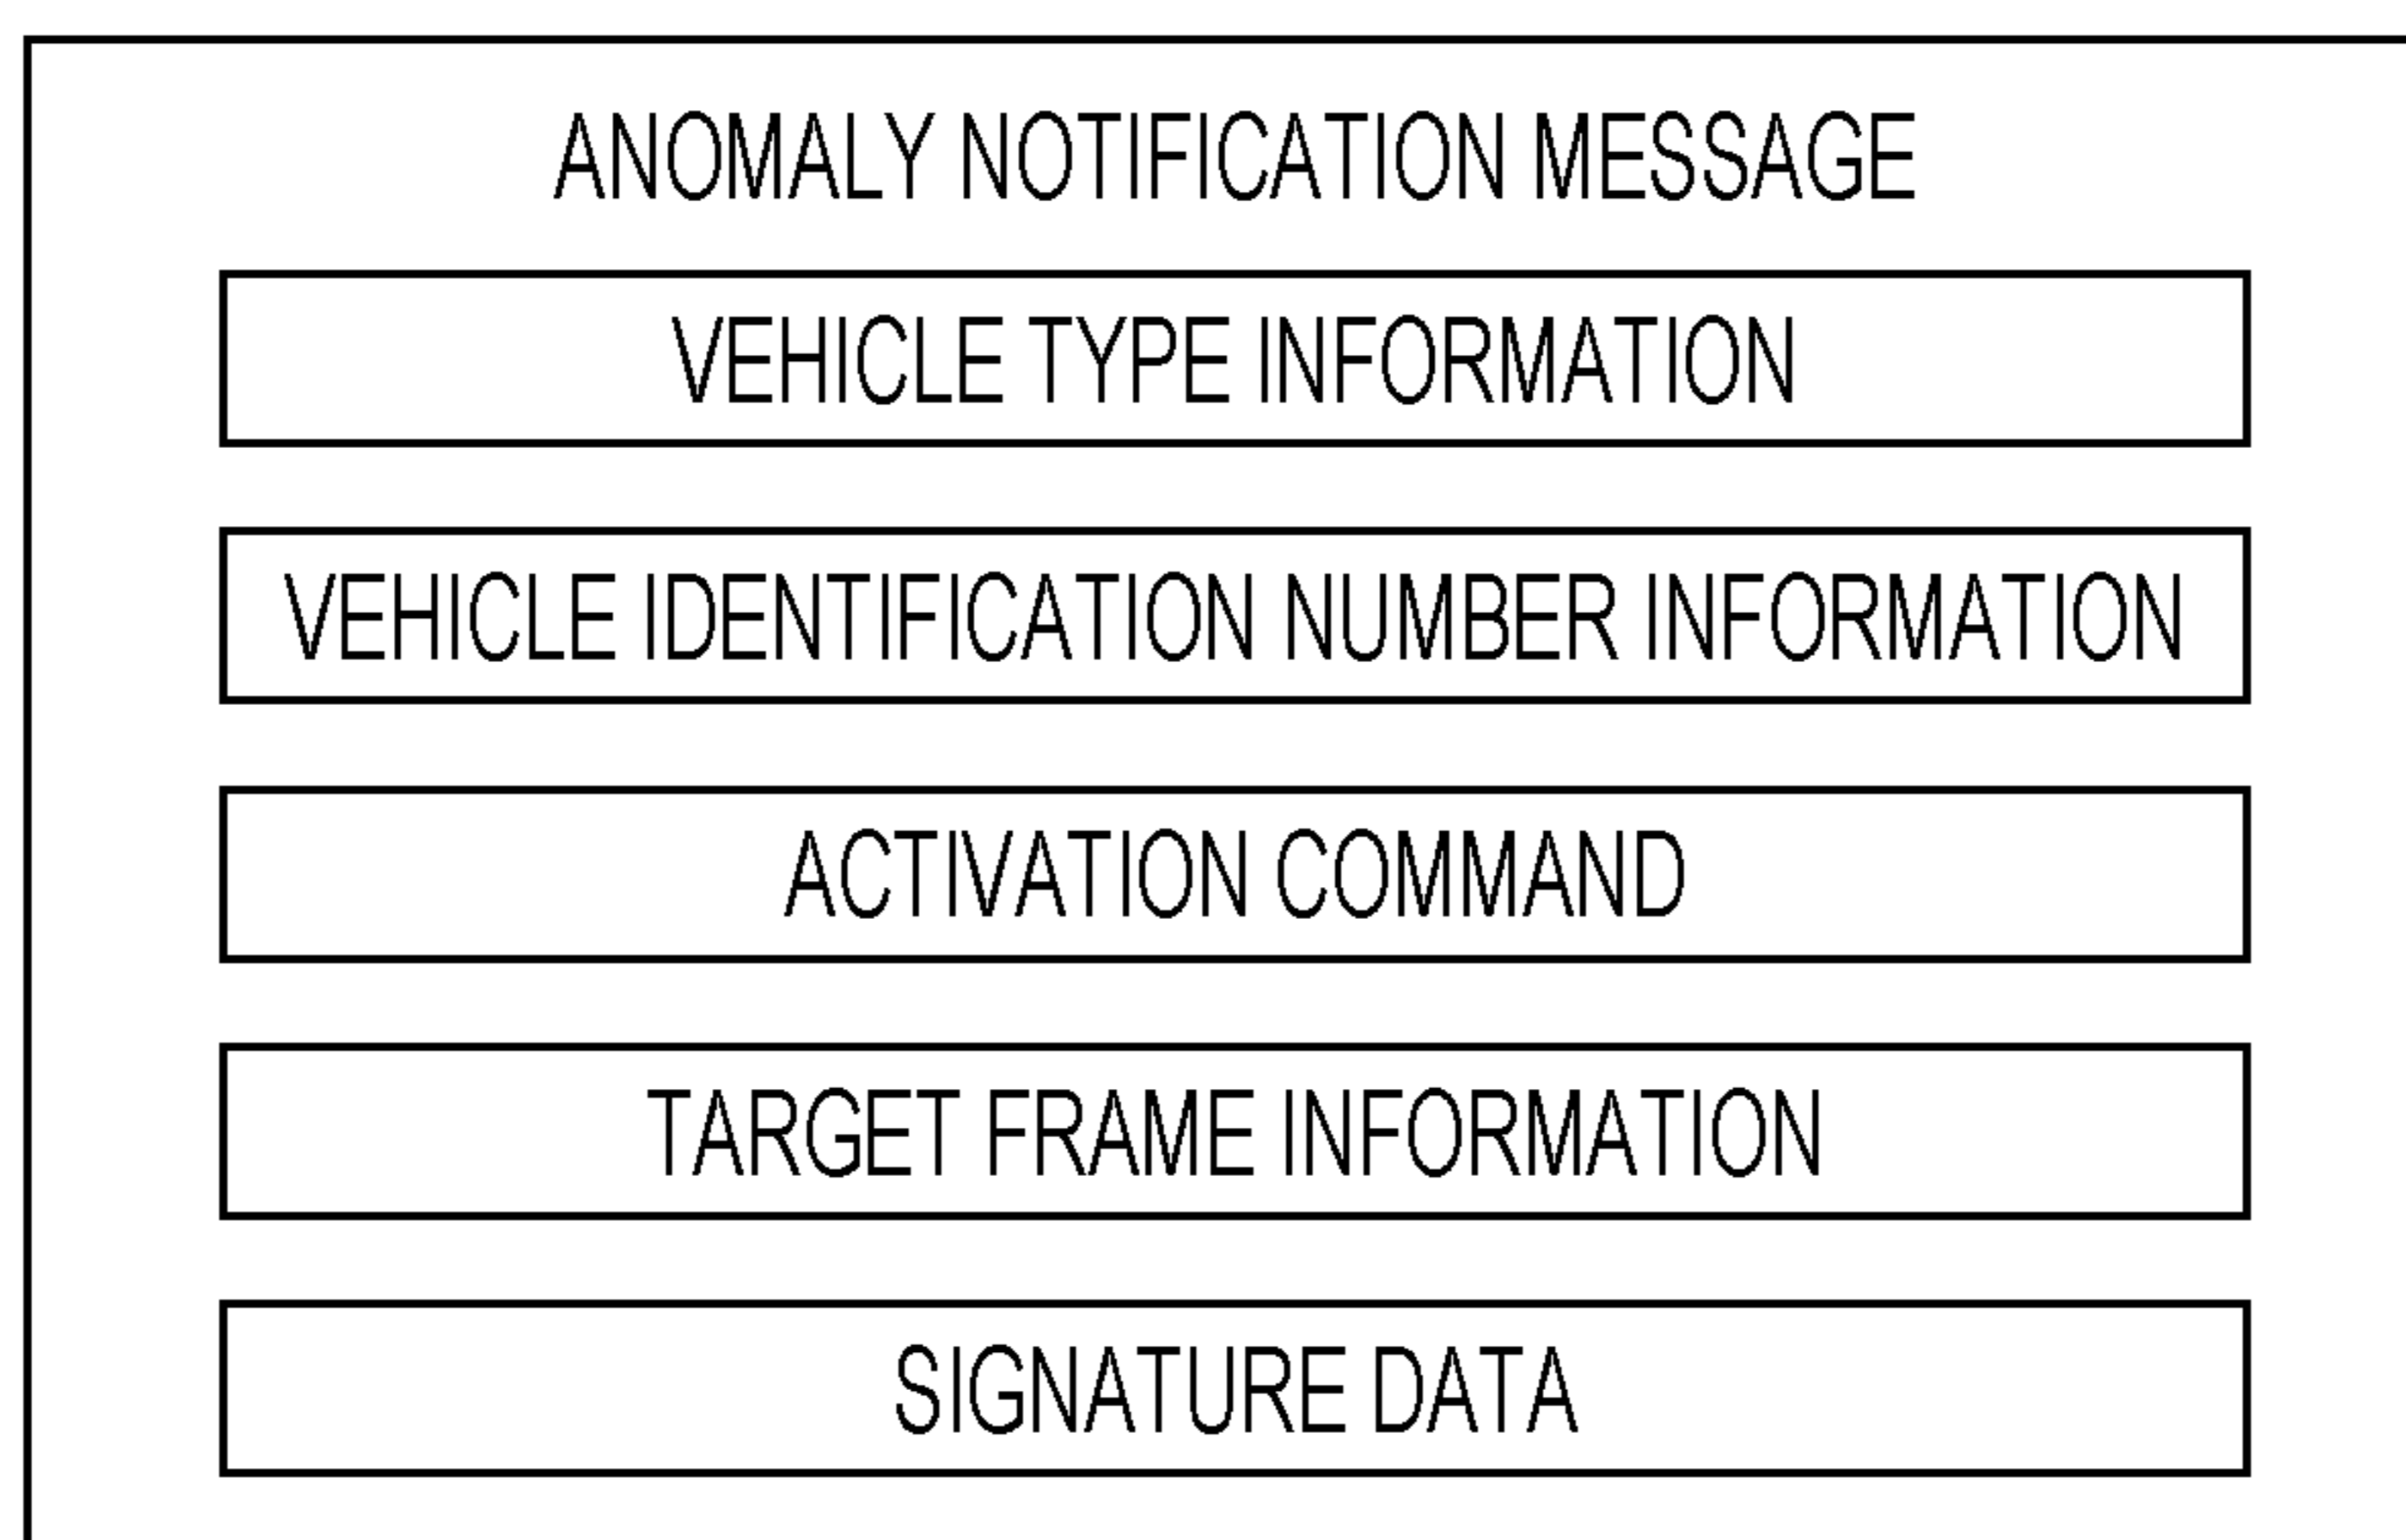 ANOMALY NOTIFICATION MESSAGE
VEHICLE TYPE INFORMATION
VEHICLE IDENTIFICATION NUMBER INFORMATION
ACTIVATION COMMAND
TARGET FRAME INFORMATION
SIGNATURE DATA